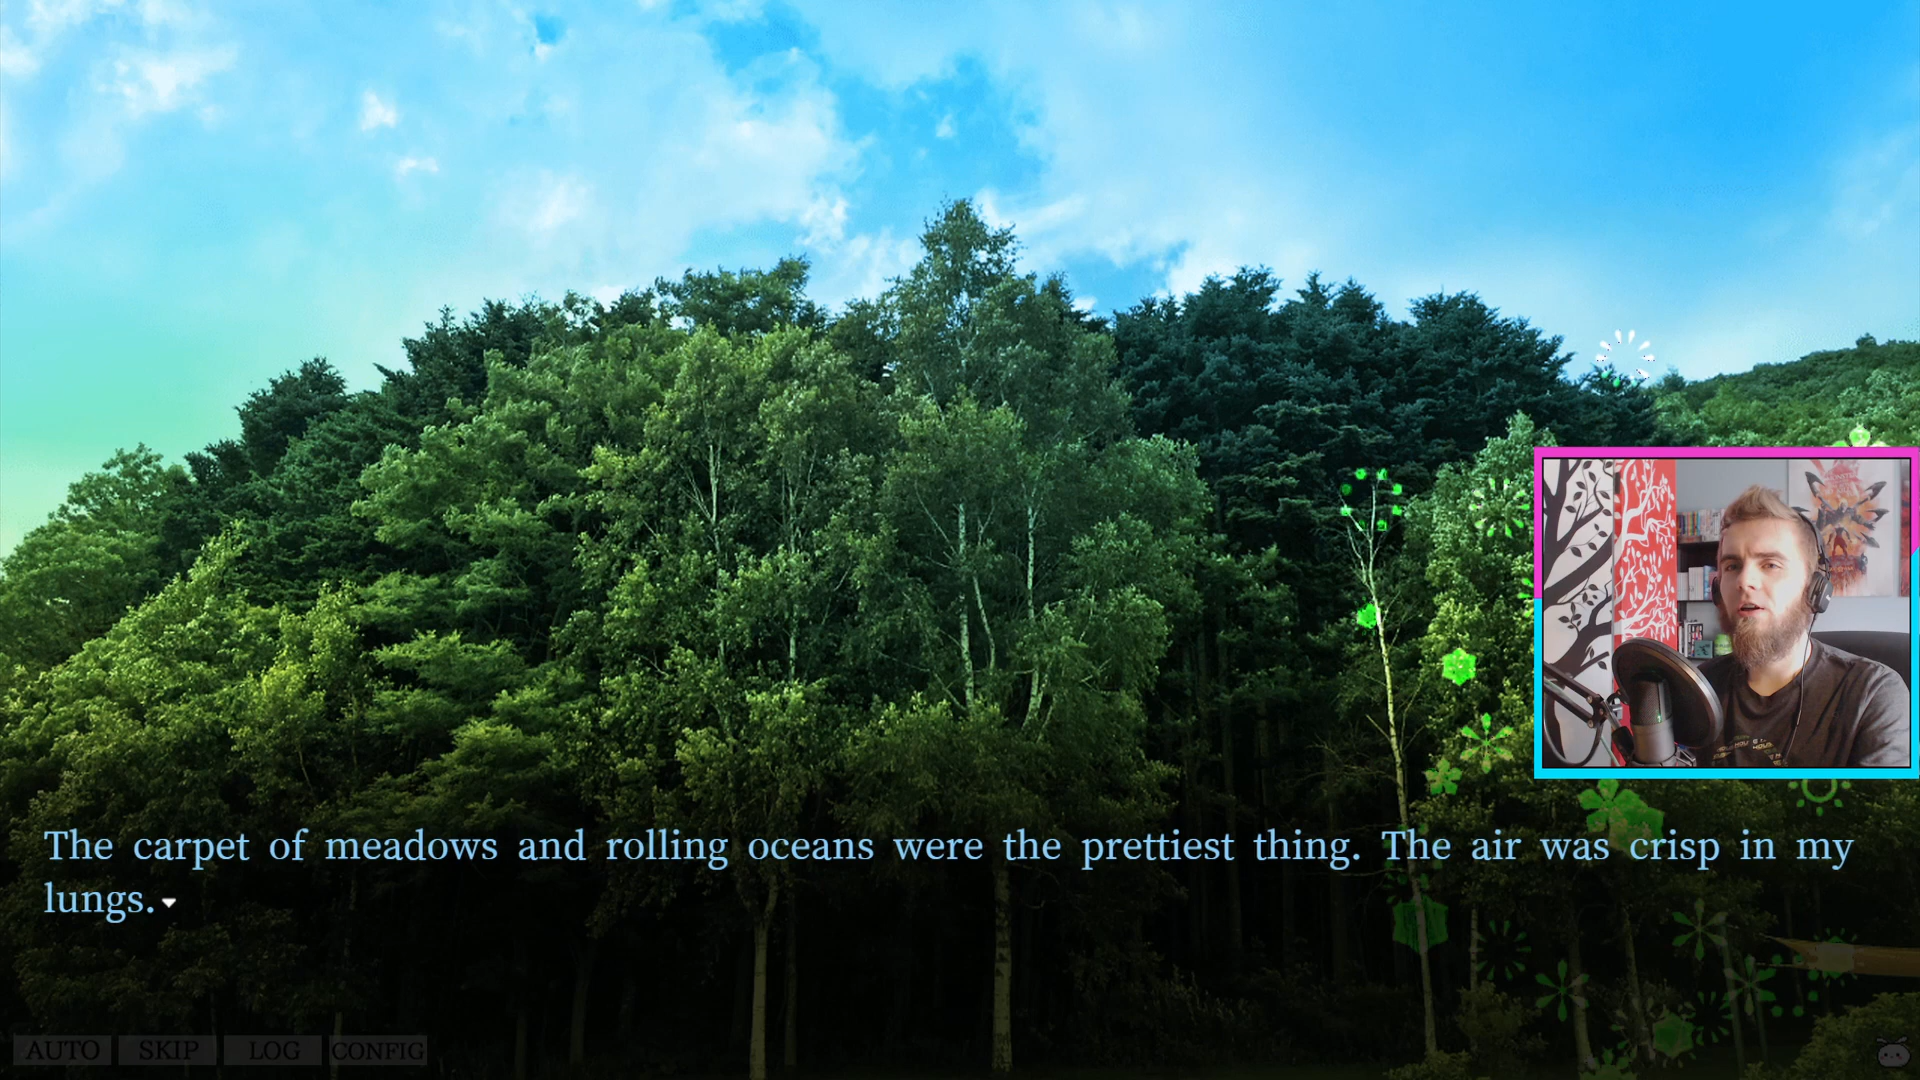 The carpet of meadows and rolling oceans were the prettiest thing. The air was crisp in my
lungs.
AUTO SKIP LOG CONFIG